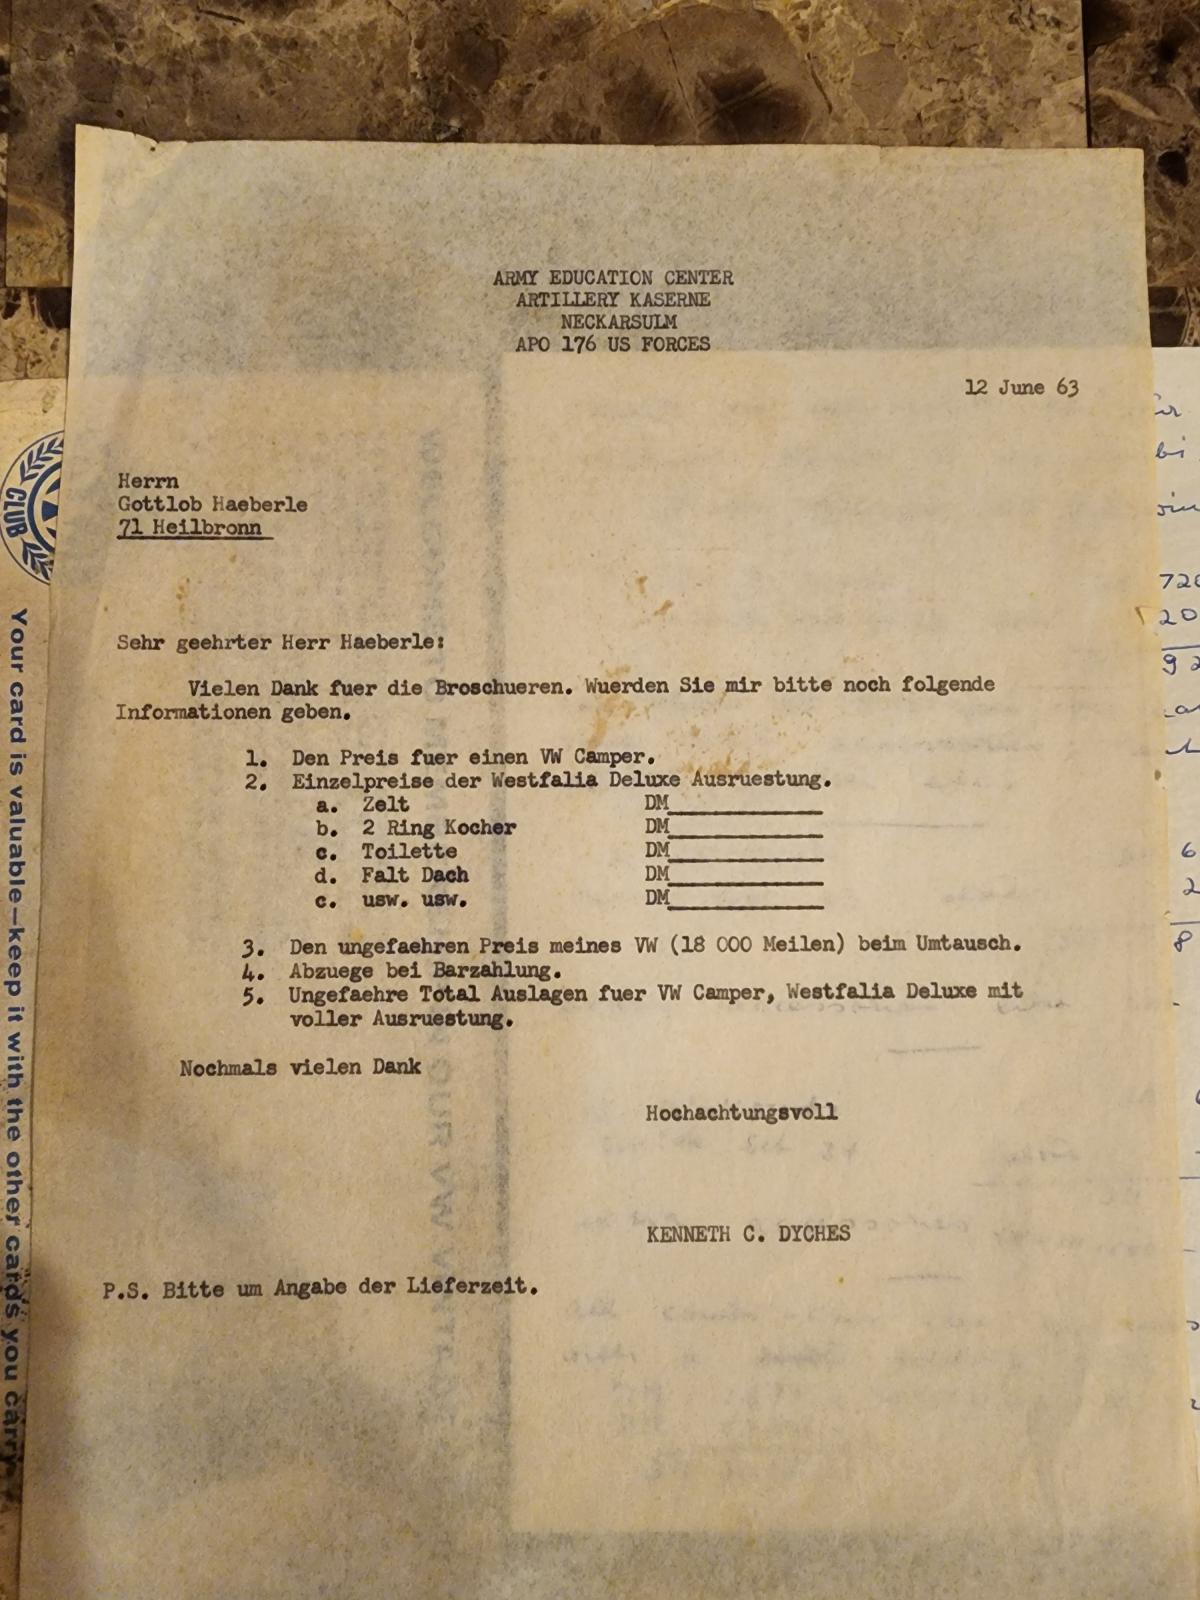 ARMY EDUCATION CENTER
ARTILLERY KASERNE
NECKARSULM
APO 176 US FORCES
12 June 63
Herrn
Gottlob Haeberle
71 Heilbronn
Sehr geehrter Herr Haeberle:
Vielen Dank fuer die Broschueren. Wuerden Sie mir bitte noch folgende
Informationen geben.
1. Den Preis fuer einen VW Camper.
2. Einzelpreise der Westfalia Deluxe Ausruestung.
a. Zelt DM
b. 2 Ring Kocher DM
c. Toilette DM
d. Falt Dach DM
c. usw. usw. DM
3. Den ungefaehren Preis meines VW (18 000 Meilen) beim Umtausch.
4. Abzuege bei Barzahlung.
5. Ungefaehre Total Auslagen fuer VW Camper, Westfalia Deluxe mit
voller Ausruestung.
Nochmals vielen Dank
Hochachtungsvoll
KENNETH C. DYCHES
P.S. Bitte um Angabe der Lieferzeit.
CLUB
Your card is valuable—keep it with the other cards you carry